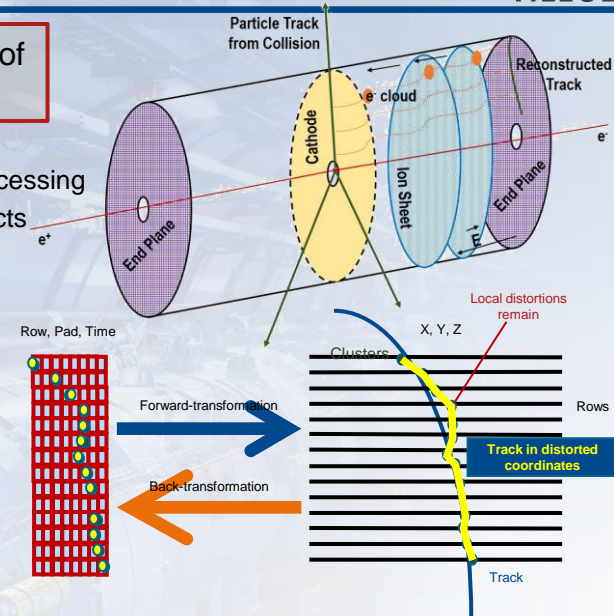 of
Particle Track
from Collision
Reconstructed
Track
e⁻ cloud
Cathode
Ion Sheet
e⁻
cessing
cts
End Plane
E
e⁺
End Plane
Local distortions
remain
Row, Pad, Time
X, Y, Z
Clusters
Forward-transformation
Rows
Track in distorted
coordinates
Back-transformation
Track